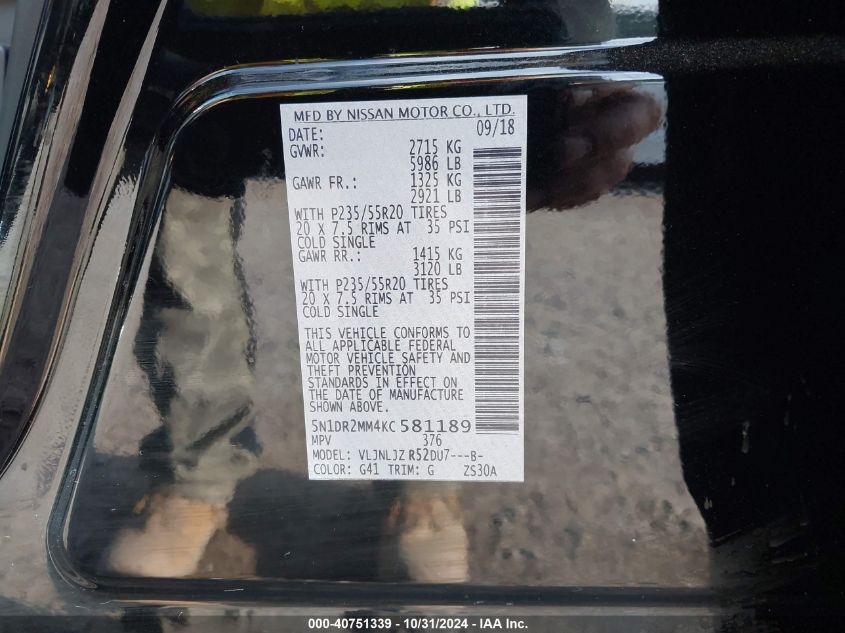 MFD BY NISSAN MOTOR CO., LTD.
DATE: 09/18
GVWR: 2715 KG
5986 LB
GAWR FR.: 1325 KG
2921 LB
WITH P235/55R20 TIRES
20 X 7.5 RIMS AT 35 PSI
COLD SINGLE
GAWR RR.: 1415 KG
3120 LB
WITH P235/55R20 TIRES
20 X 7.5 RIMS AT 35 PSI
COLD SINGLE
THIS VEHICLE CONFORMS TO
ALL APPLICABLE FEDERAL
MOTOR VEHICLE SAFETY AND
THEFT PREVENTION
STANDARDS IN EFFECT ON
THE DATE OF MANUFACTURE
SHOWN ABOVE.
5N1DR2MM4KC581189
MPV 376
MODEL: VLJNLJZ R52DU7---B-
COLOR: G41 TRIM: G ZS30A
000-40751339 - 10/31/2024 - IAA Inc.